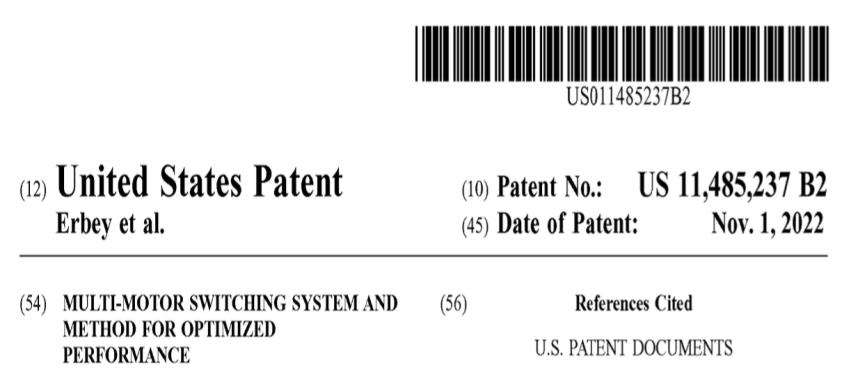 US011485237B2
(12) United States Patent
Erbey et al.
(10) Patent No.: US 11,485,237 B2
(45) Date of Patent: Nov. 1, 2022
(54) MULTI-MOTOR SWITCHING SYSTEM AND
METHOD FOR OPTIMIZED
PERFORMANCE
(56) References Cited
U.S. PATENT DOCUMENTS